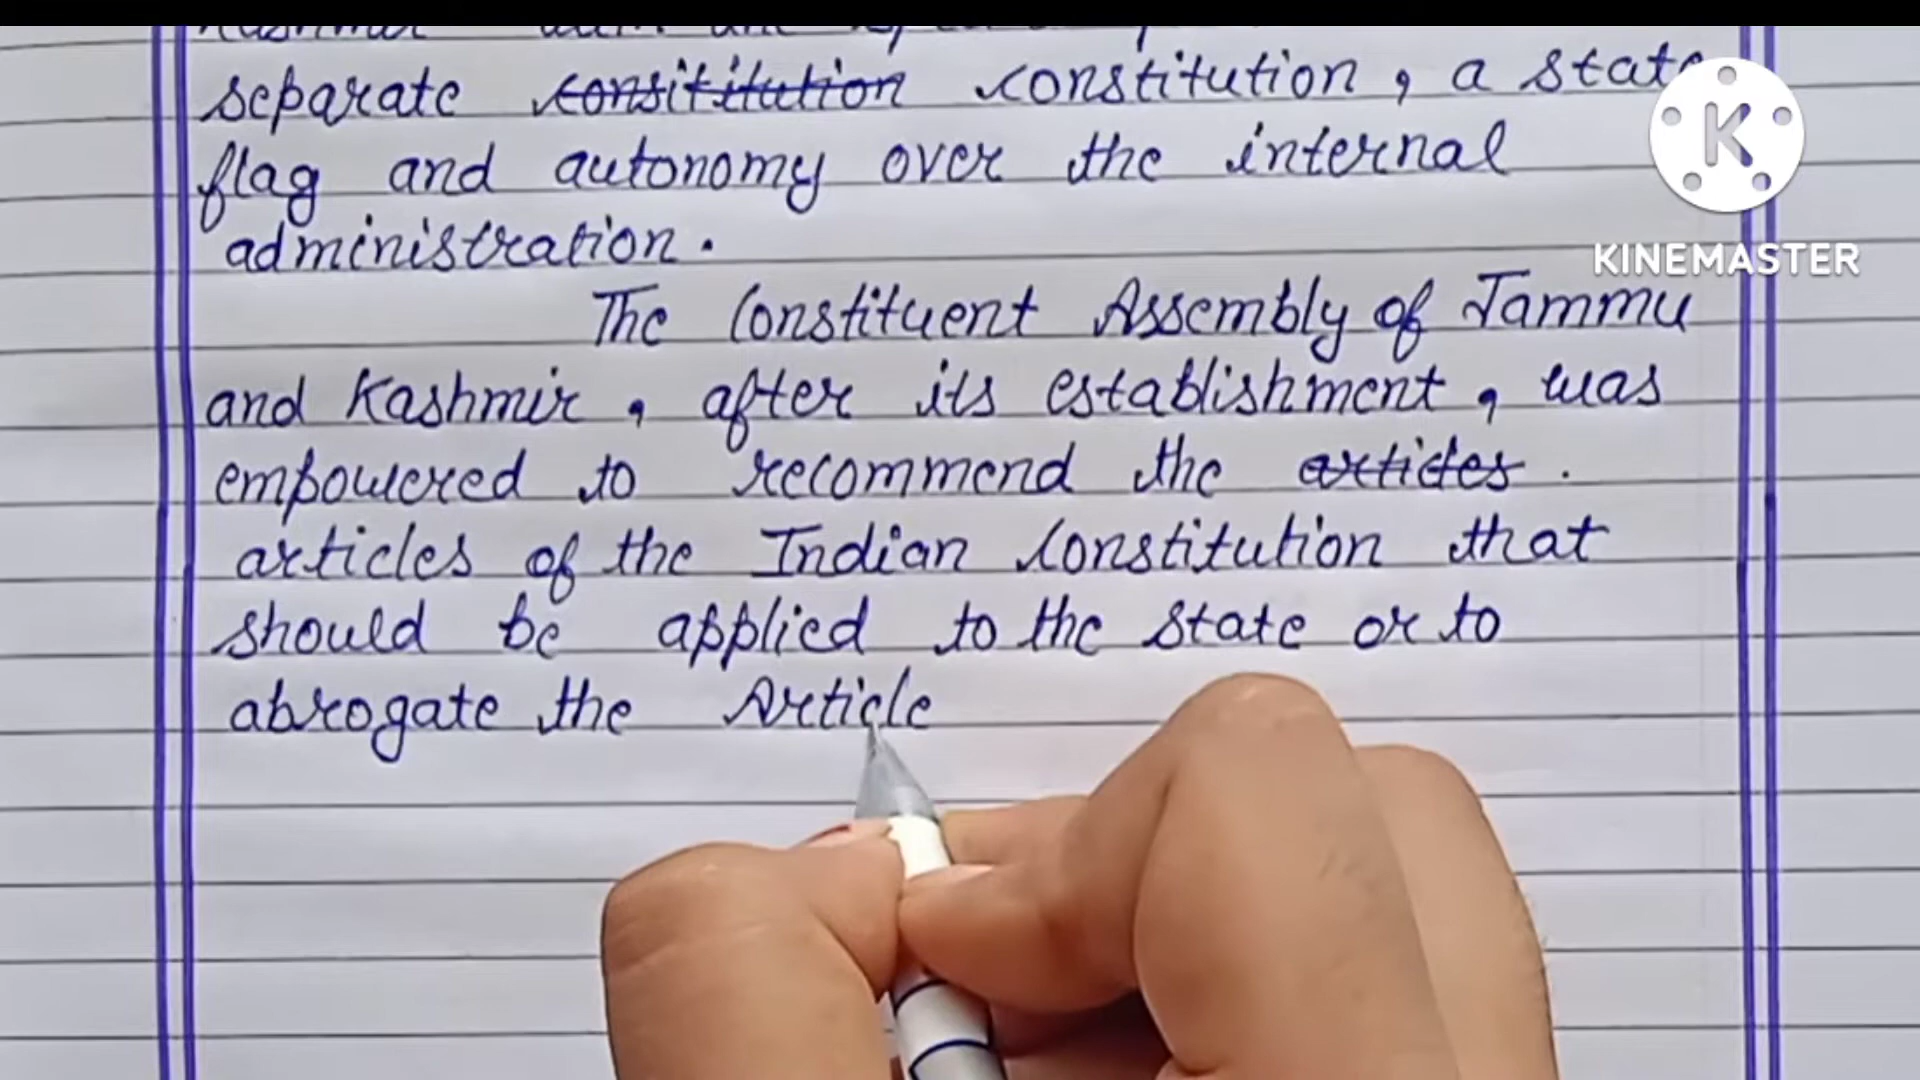 separate consititution constitution, a state
flag and autonomy over the internal
administration.
The Constituent Assembly of Jammu
and Kashmir, after its establishment, was
empowered to recommend the articles.
articles of the Indian Constitution that
should be applied to the state or to
abrogate the Article
K
KINEMASTER